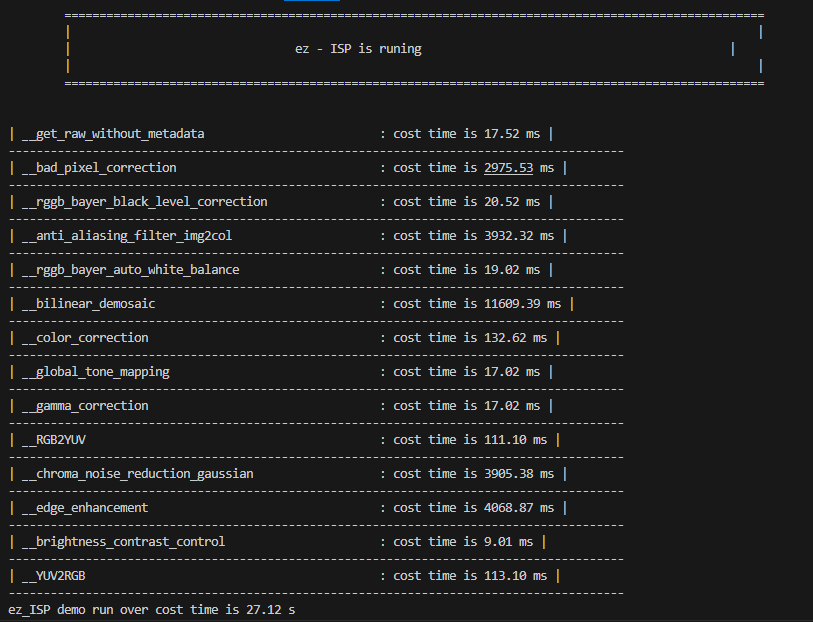 ====================================================================================================
| |
| ez - ISP is runing |
| |
====================================================================================================
| __get_raw_without_metadata : cost time is 17.52 ms |
----------------------------------------------------------------------------------------
| __bad_pixel_correction : cost time is 2975.53 ms |
----------------------------------------------------------------------------------------
| __rggb_bayer_black_level_correction : cost time is 20.52 ms |
----------------------------------------------------------------------------------------
| __anti_aliasing_filter_img2col : cost time is 3932.32 ms |
----------------------------------------------------------------------------------------
| __rggb_bayer_auto_white_balance : cost time is 19.02 ms |
----------------------------------------------------------------------------------------
| __bilinear_demosaic : cost time is 11609.39 ms |
----------------------------------------------------------------------------------------
| __color_correction : cost time is 132.62 ms |
----------------------------------------------------------------------------------------
| __global_tone_mapping : cost time is 17.02 ms |
----------------------------------------------------------------------------------------
| __gamma_correction : cost time is 17.02 ms |
----------------------------------------------------------------------------------------
| __RGB2YUV : cost time is 111.10 ms |
----------------------------------------------------------------------------------------
| __chroma_noise_reduction_gaussian : cost time is 3905.38 ms |
----------------------------------------------------------------------------------------
| __edge_enhancement : cost time is 4068.87 ms |
----------------------------------------------------------------------------------------
| __brightness_contrast_control : cost time is 9.01 ms |
----------------------------------------------------------------------------------------
| __YUV2RGB : cost time is 113.10 ms |
----------------------------------------------------------------------------------------
ez_ISP demo run over cost time is 27.12 s